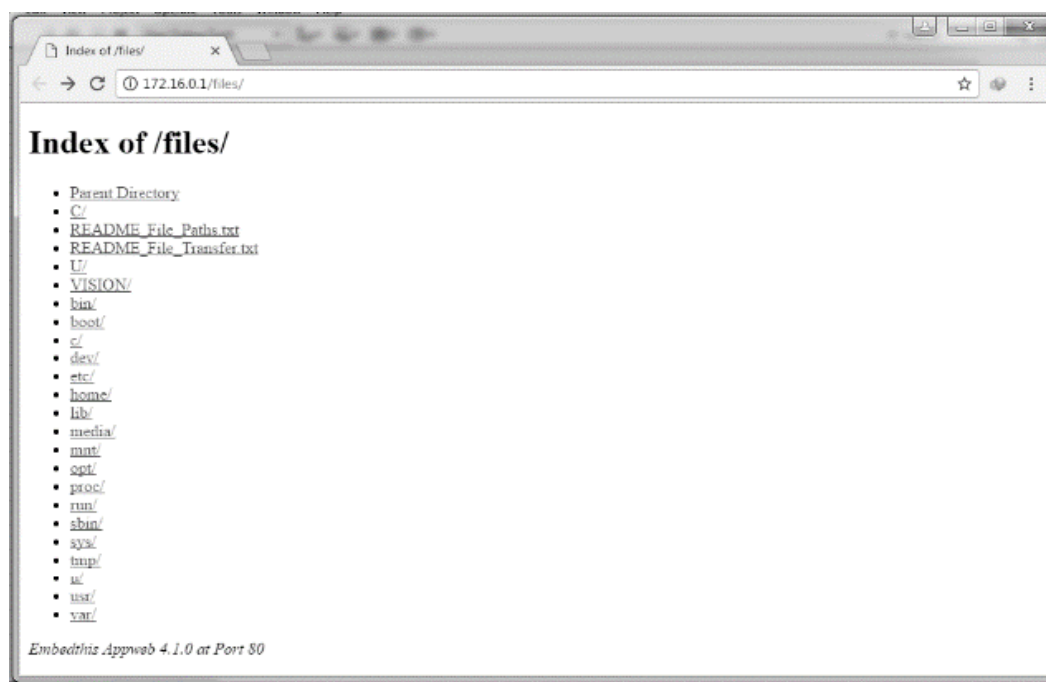 Index of /files/
172.16.0.1/files/
Index of /files/
Parent Directory
C/
README_File_Paths.txt
README_File_Transfer.txt
U/
VISION/
bin/
boot/
c/
dev/
etc/
home/
lib/
media/
mnt/
opt/
proc/
run/
sbin/
sys/
tmp/
u/
usr/
var/
Embedthis Appweb 4.1.0 at Port 80